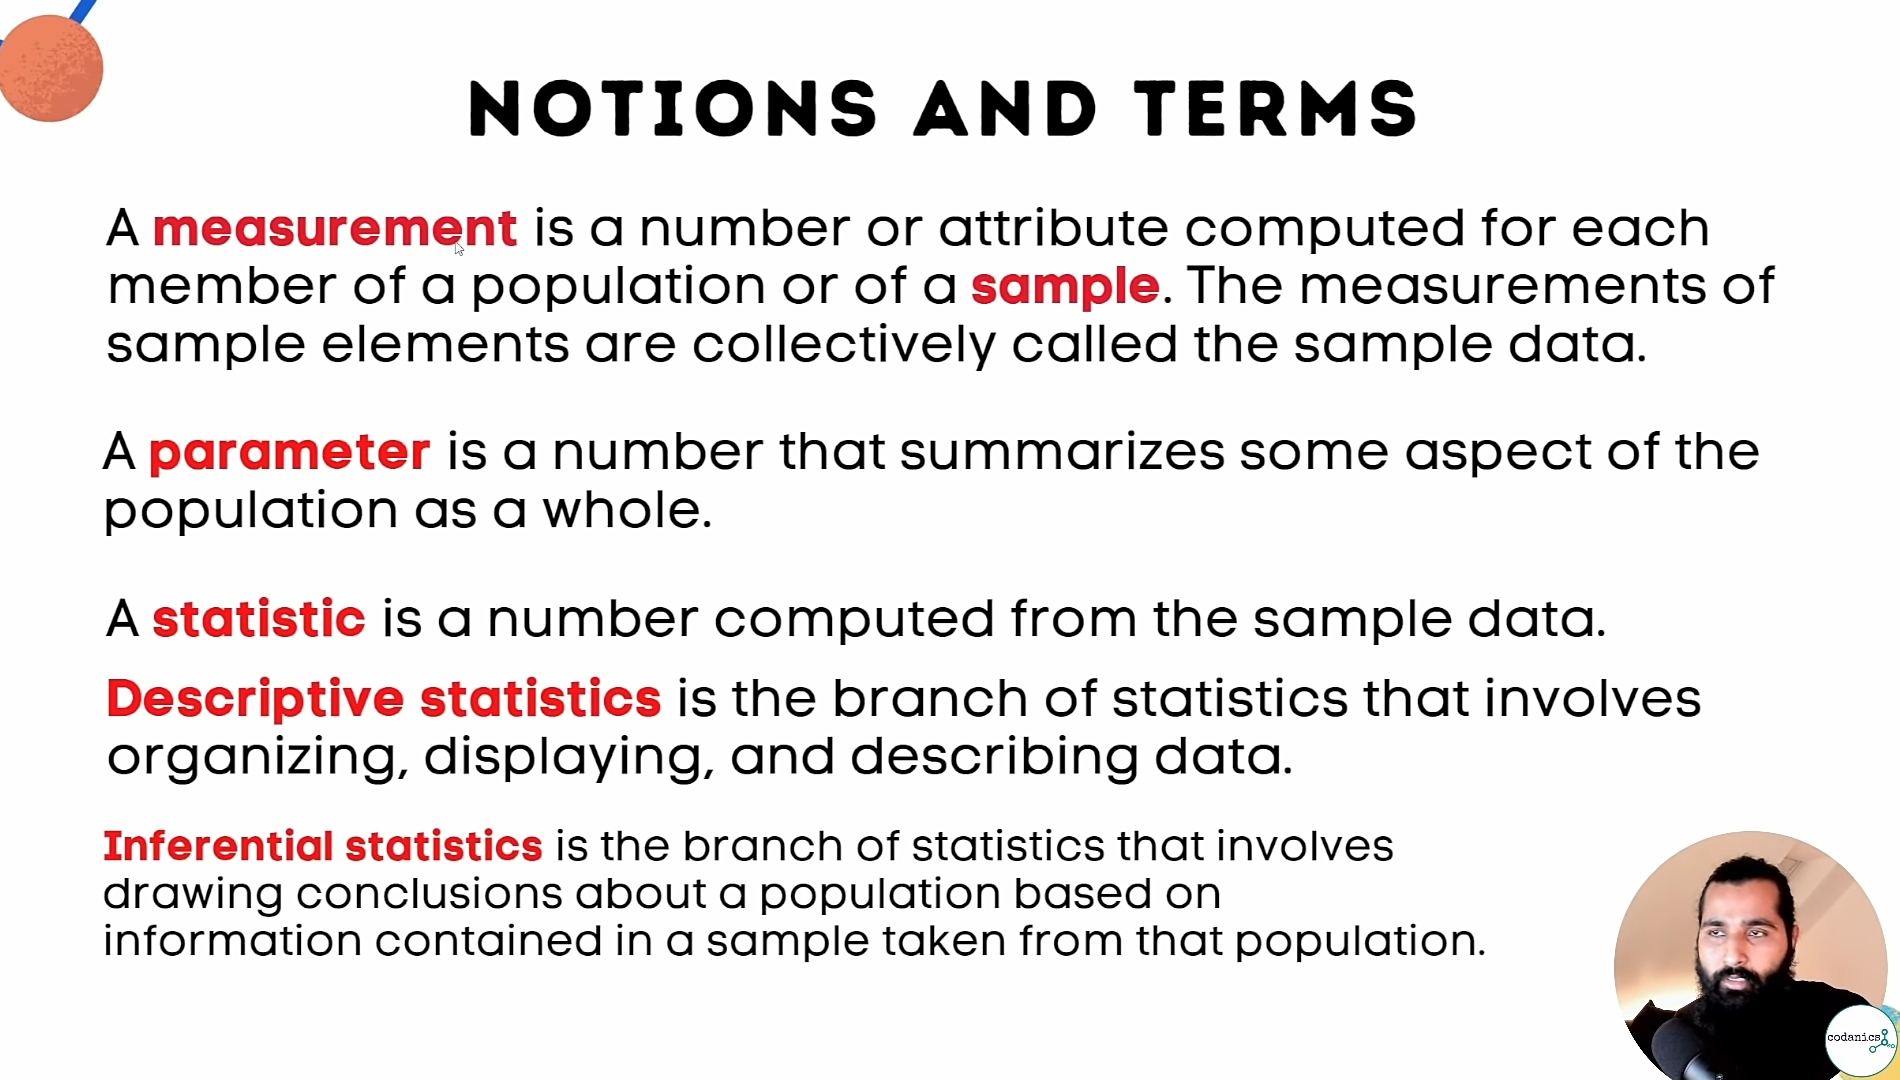 NOTIONS AND TERMS
A measurement is a number or attribute computed for each
member of a population or of a sample. The measurements of
sample elements are collectively called the sample data.
A parameter is a number that summarizes some aspect of the
population as a whole.
A statistic is a number computed from the sample data.
Descriptive statistics is the branch of statistics that involves
organizing, displaying, and describing data.
Inferential statistics is the branch of statistics that involves
drawing conclusions about a population based on
information contained in a sample taken from that population.
codanics